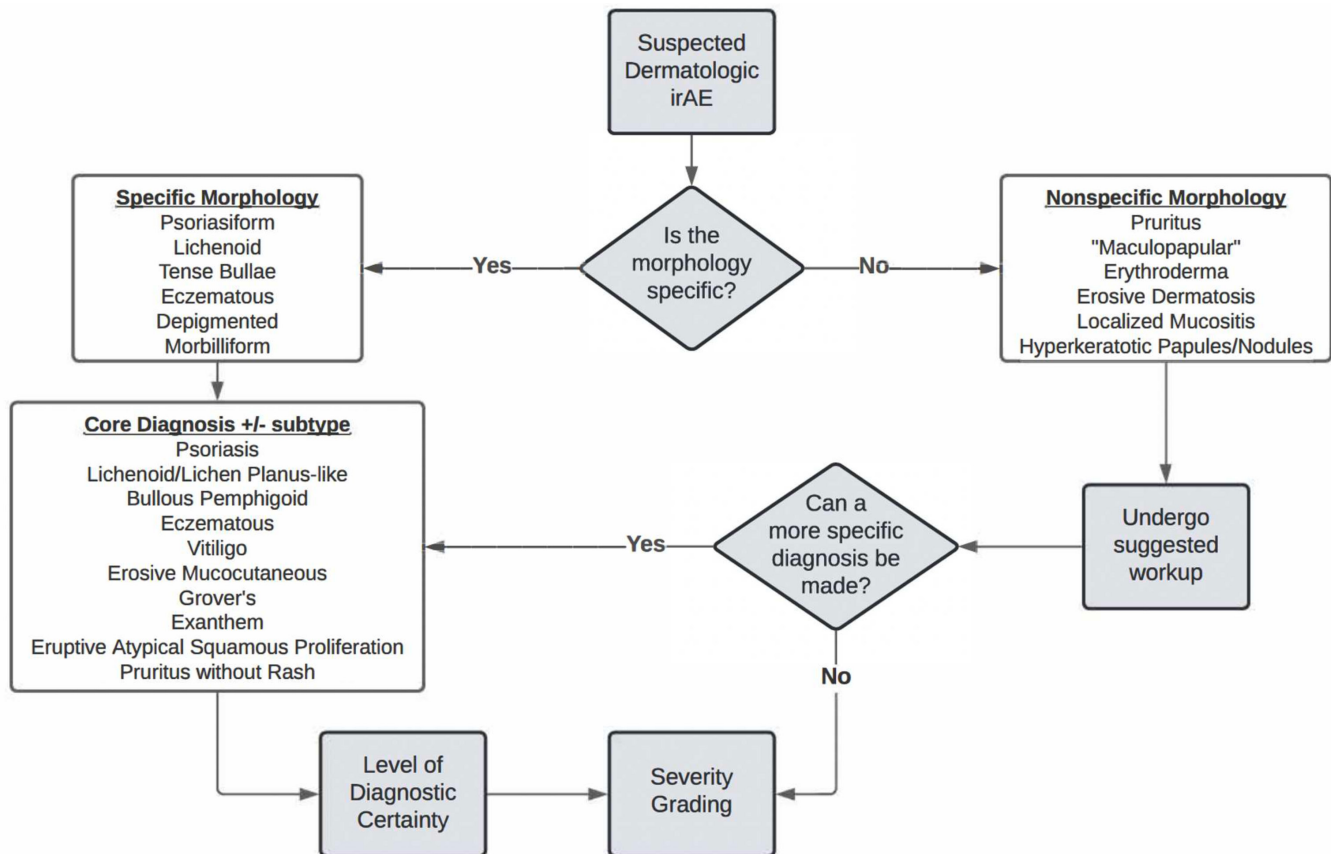 Suspected
Dermatologic
irAE
Is the
morphology
specific?
Yes
No
Specific Morphology
Psoriasiform
Lichenoid
Tense Bullae
Eczematous
Depigmented
Morbilliform
Nonspecific Morphology
Pruritus
"Maculopapular"
Erythroderma
Erosive Dermatosis
Localized Mucositis
Hyperkeratotic Papules/Nodules
Core Diagnosis +/- subtype
Psoriasis
Lichenoid/Lichen Planus-like
Bullous Pemphigoid
Eczematous
Vitiligo
Erosive Mucocutaneous
Grover's
Exanthem
Eruptive Atypical Squamous Proliferation
Pruritus without Rash
Undergo
suggested
workup
Can a
more specific
diagnosis be
made?
Yes
No
Level of
Diagnostic
Certainty
Severity
Grading